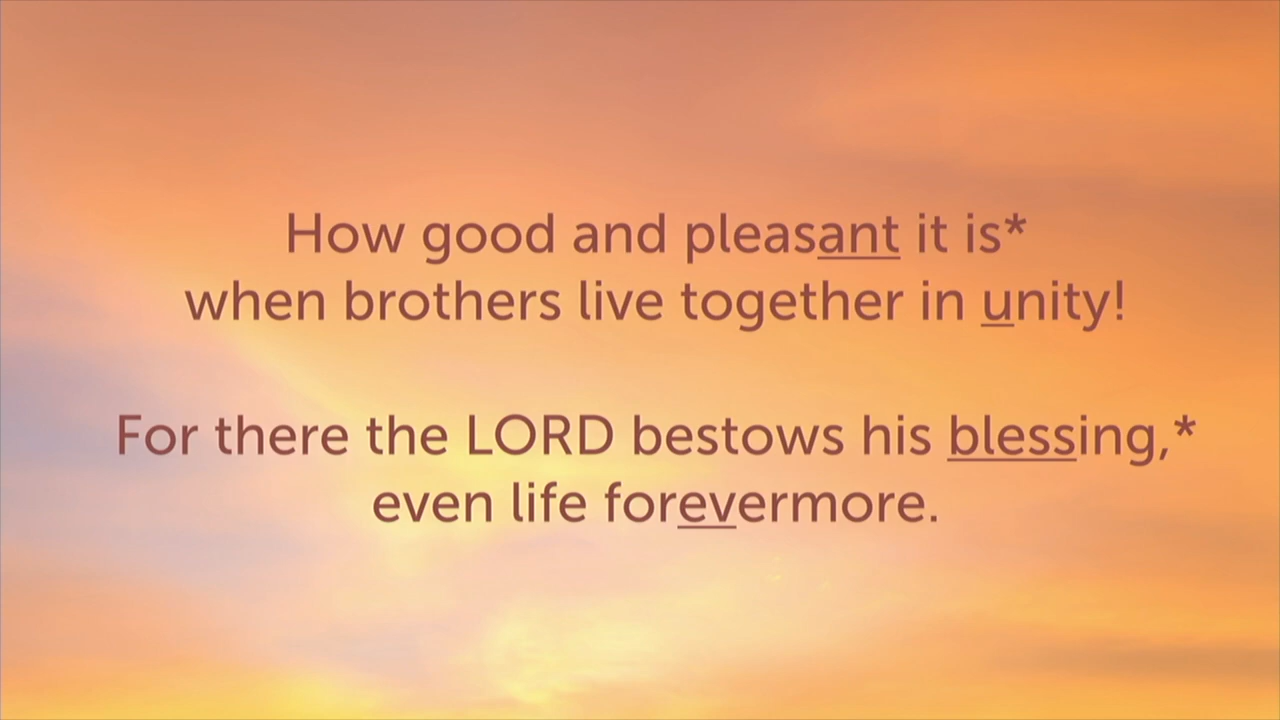 How good and pleasant it is*
when brothers live together in unity!
For there the LORD bestows his blessing,*
even life forevermore.